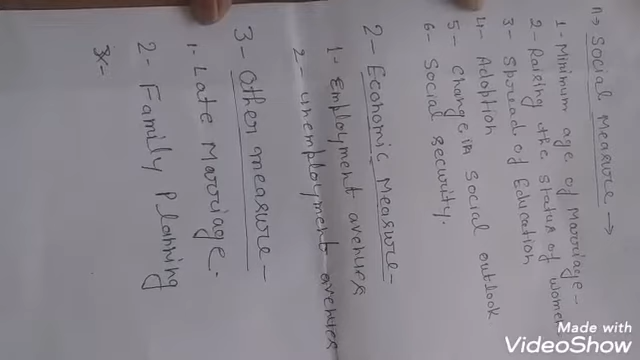 1→ Social Measure →
1- Minimum age of Marriage-
2- Raising the status of women
3- Spread of Education
4- Adoption
5- Change in Social outlook
6- Social Security.
2- Economic Measure-
1- Employment avenues
2- unemployment avenues
3- Other measure-
1- Late Marriage.
2- Family Planning
3-
Made with
VideoShow